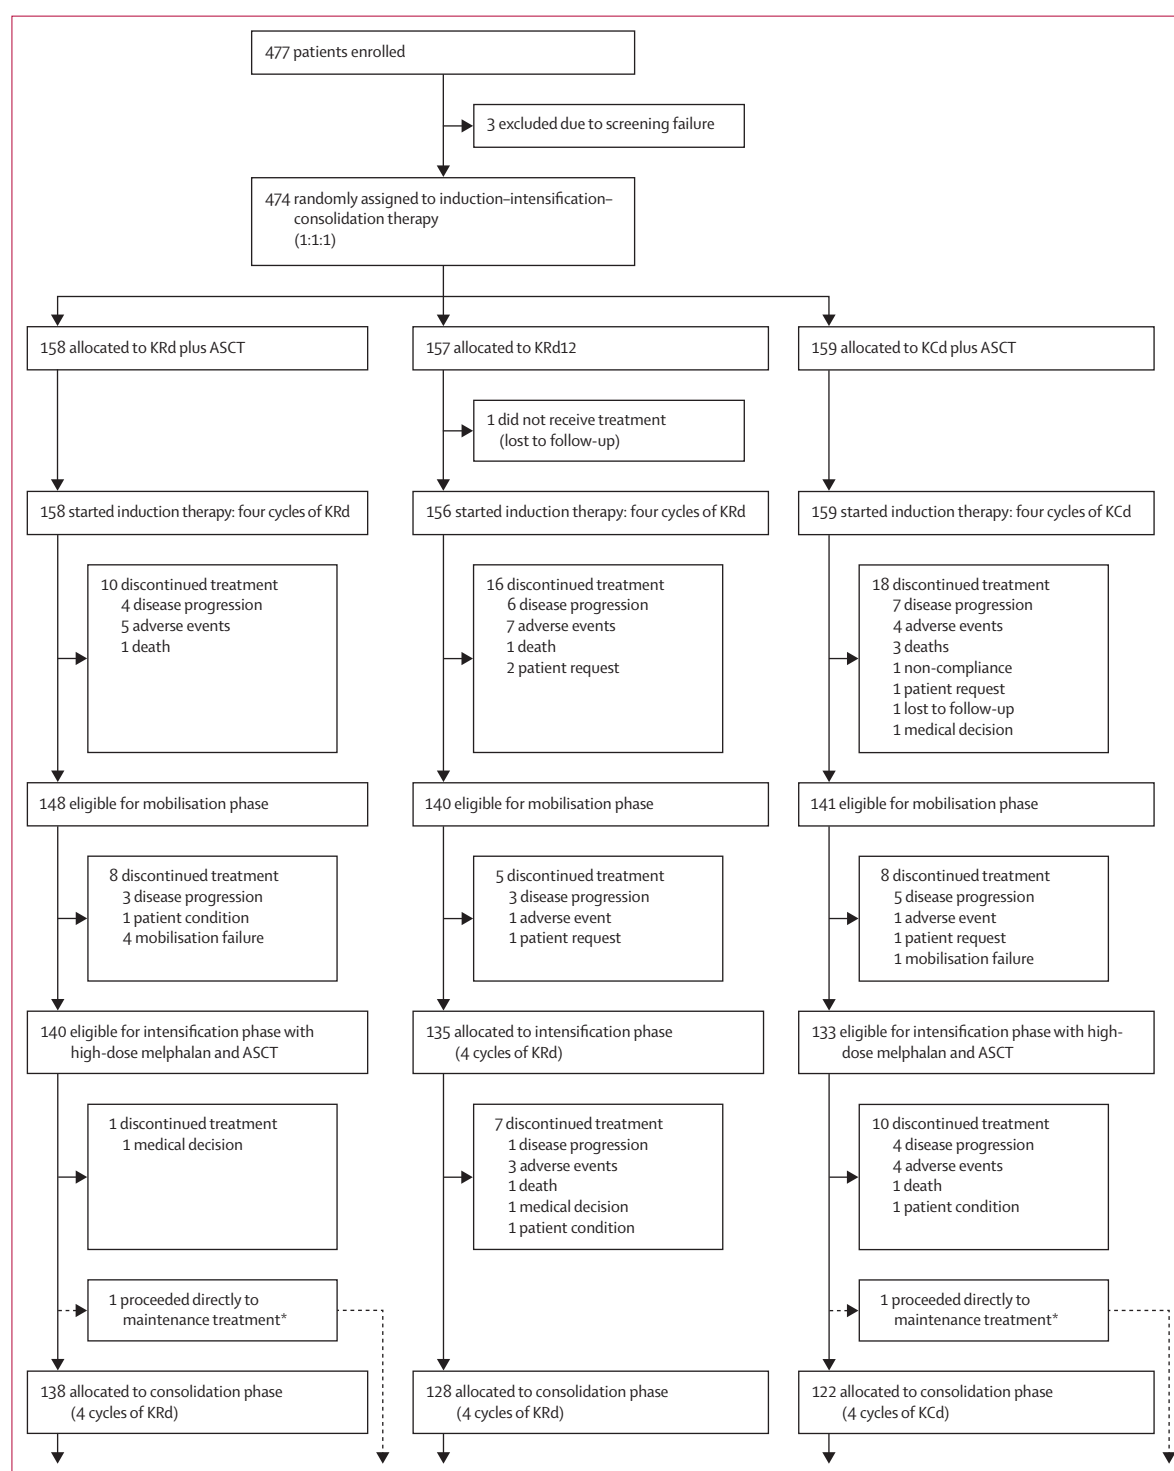 477 patients enrolled
3 excluded due to screening failure
474 randomly assigned to induction–intensification–
consolidation therapy
(1:1:1)
158 allocated to KRd plus ASCT
157 allocated to KRd12
159 allocated to KCd plus ASCT
1 did not receive treatment
(lost to follow-up)
158 started induction therapy: four cycles of KRd
156 started induction therapy: four cycles of KRd
159 started induction therapy: four cycles of KCd
10 discontinued treatment
4 disease progression
5 adverse events
1 death
16 discontinued treatment
6 disease progression
7 adverse events
1 death
2 patient request
18 discontinued treatment
7 disease progression
4 adverse events
3 deaths
1 non-compliance
1 patient request
1 lost to follow-up
1 medical decision
148 eligible for mobilisation phase
140 eligible for mobilisation phase
141 eligible for mobilisation phase
8 discontinued treatment
3 disease progression
1 patient condition
4 mobilisation failure
5 discontinued treatment
3 disease progression
1 adverse event
1 patient request
8 discontinued treatment
5 disease progression
1 adverse event
1 patient request
1 mobilisation failure
140 eligible for intensification phase with
high-dose melphalan and ASCT
135 allocated to intensification phase
(4 cycles of KRd)
133 eligible for intensification phase with high-
dose melphalan and ASCT
1 discontinued treatment
1 medical decision
7 discontinued treatment
1 disease progression
3 adverse events
1 death
1 medical decision
1 patient condition
10 discontinued treatment
4 disease progression
4 adverse events
1 death
1 patient condition
1 proceeded directly to
maintenance treatment*
1 proceeded directly to
maintenance treatment*
138 allocated to consolidation phase
(4 cycles of KRd)
128 allocated to consolidation phase
(4 cycles of KRd)
122 allocated to consolidation phase
(4 cycles of KCd)